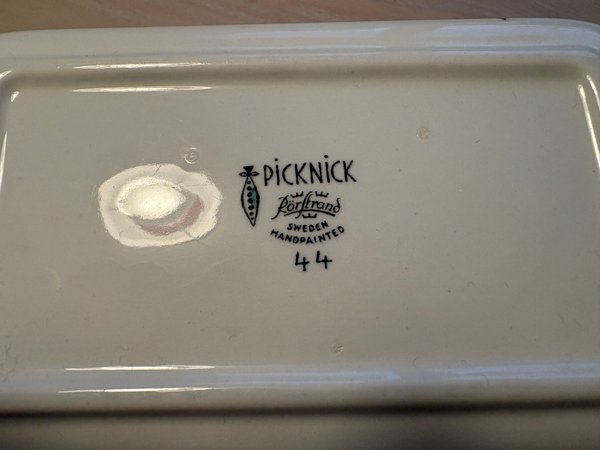 PiCKNiCK
Rörstrand
SWEDEN
HANDPAINTED
44